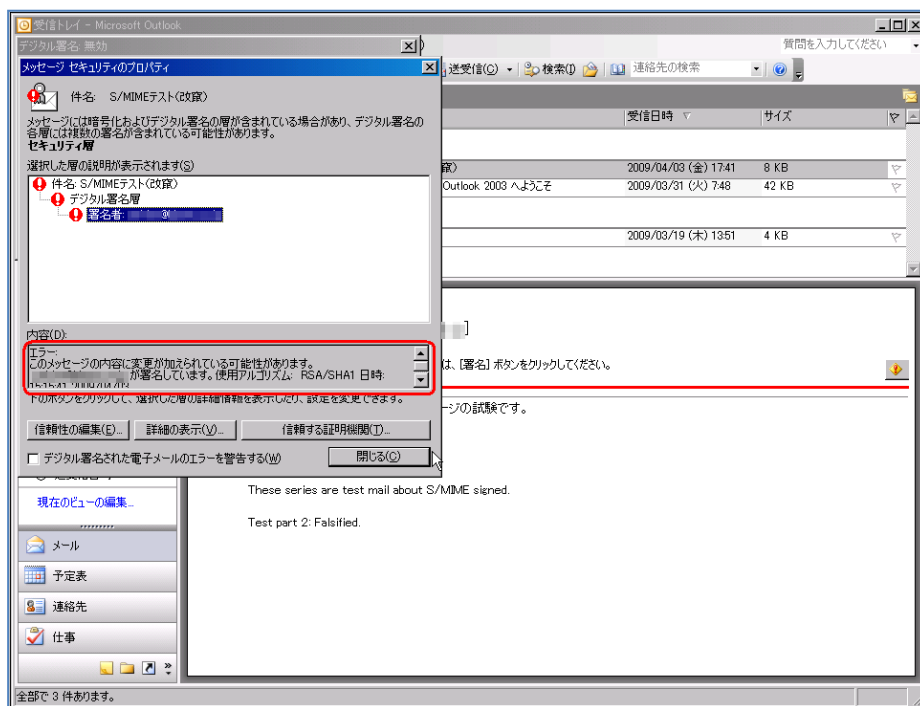 受信トレイ - Microsoft Outlook
デジタル署名: 無効
質問を入力してください
メッセージ セキュリティのプロパティ
送受信(C)
検索(I)
連絡先の検索
件名: S/MIMEテスト(改竄)
メッセージには暗号化およびデジタル署名の層が含まれている場合があり、デジタル署名の
各層には複数の署名が含まれている可能性があります。
セキュリティ層
選択した層の説明が表示されます(S)
件名: S/MIMEテスト(改竄)
デジタル署名層
署名者:
受信日時
サイズ
竄)
2009/04/03 (金) 17:41
8 KB
Outlook 2003 へようこそ
2009/03/31 (火) 7:48
42 KB
2009/03/19 (木) 13:51
4 KB
内容(D):
エラー:
このメッセージの内容に変更が加えられている可能性があります。
が署名しています。使用アルゴリズム: RSA/SHA1 日時:
15:15:41 2009/04/03
下のボタンをクリックして、選択した層の詳細情報を表示したり、設定を変更できます。
信頼性の編集(E)...
詳細の表示(V)...
信頼する証明機関(T)...
デジタル署名された電子メールのエラーを警告する(W)
閉じる(C)
]
は、[署名] ボタンをクリックしてください。
ージの試験です。
These series are test mail about S/MIME signed.
Test part 2: Falsified.
現在のビューの編集...
メール
予定表
連絡先
仕事
全部で 3 件あります。